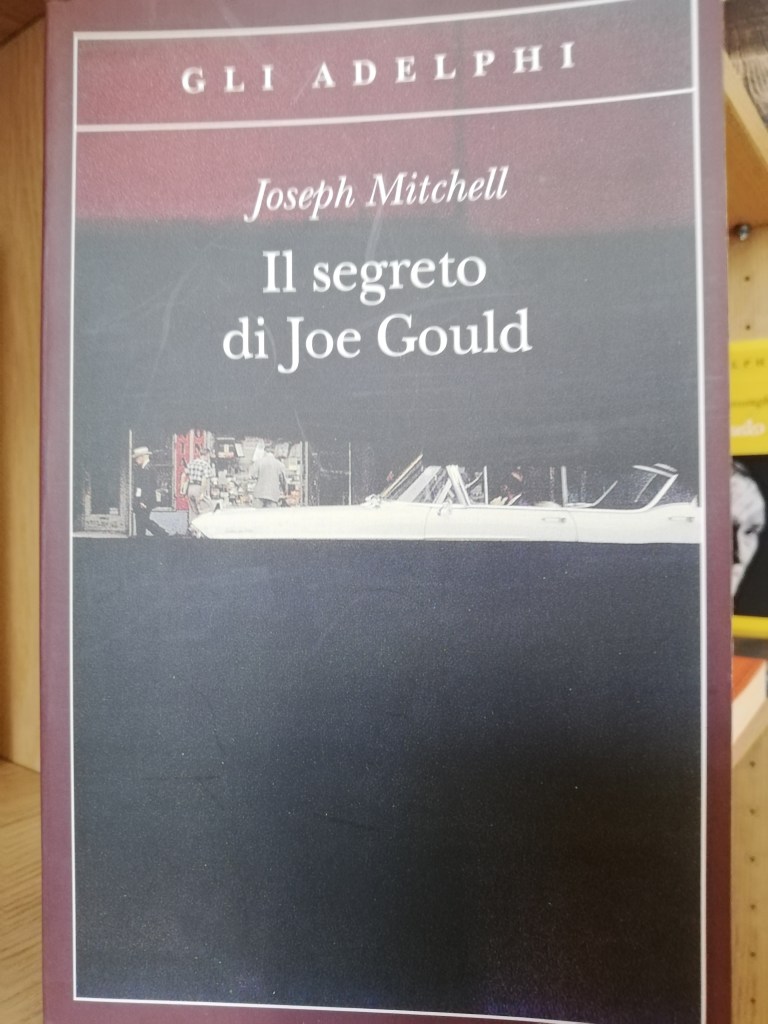 GLI ADELPHI
Joseph Mitchell
Il segreto
di Joe Gould